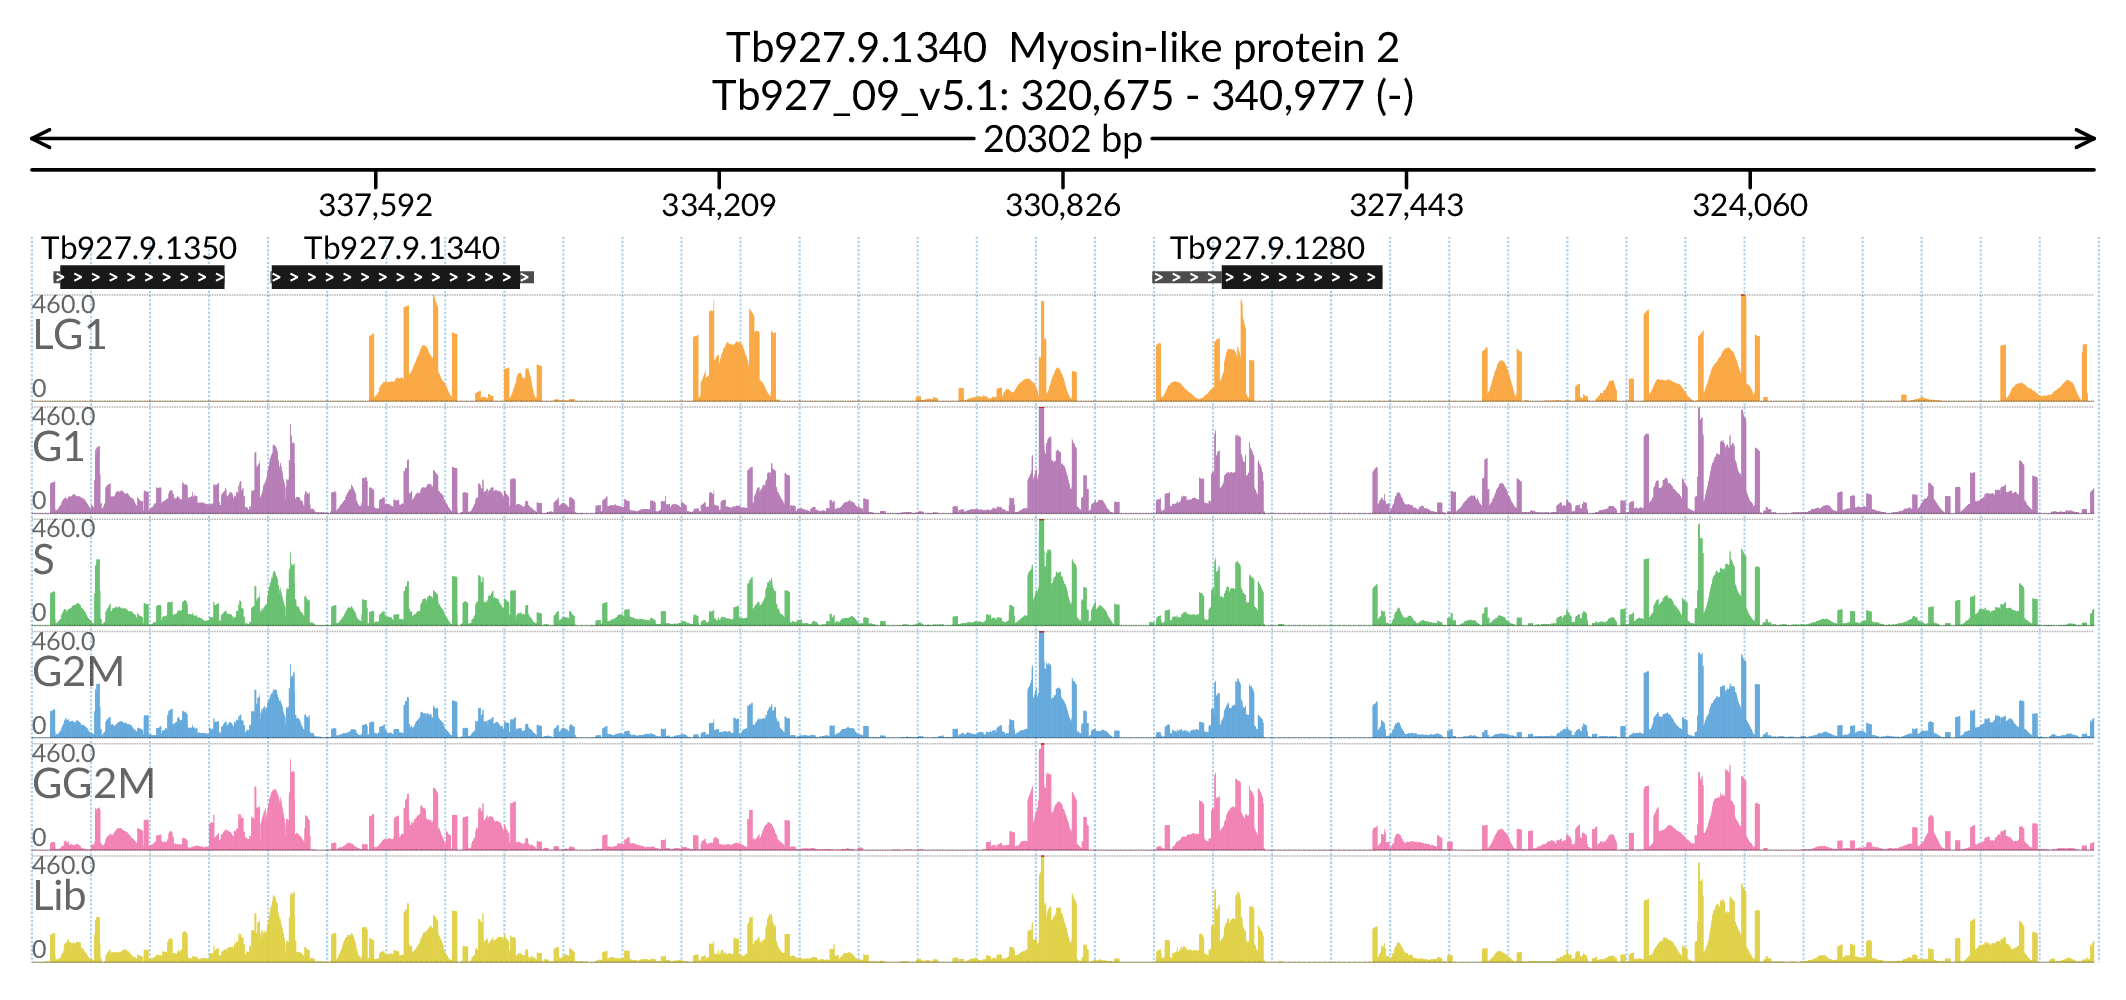 Tb927.9.1340  Myosin-like protein 2
Tb927_09_v5.1: 320,675 - 340,977 (-)
20302 bp
337,592 334,209 330,826 327,443 324,060
Tb927.9.1350 Tb927.9.1340 Tb927.9.1280
460.0
LG1
0
460.0
G1
0
460.0
S
0
460.0
G2M
0
460.0
GG2M
0
460.0
Lib
0